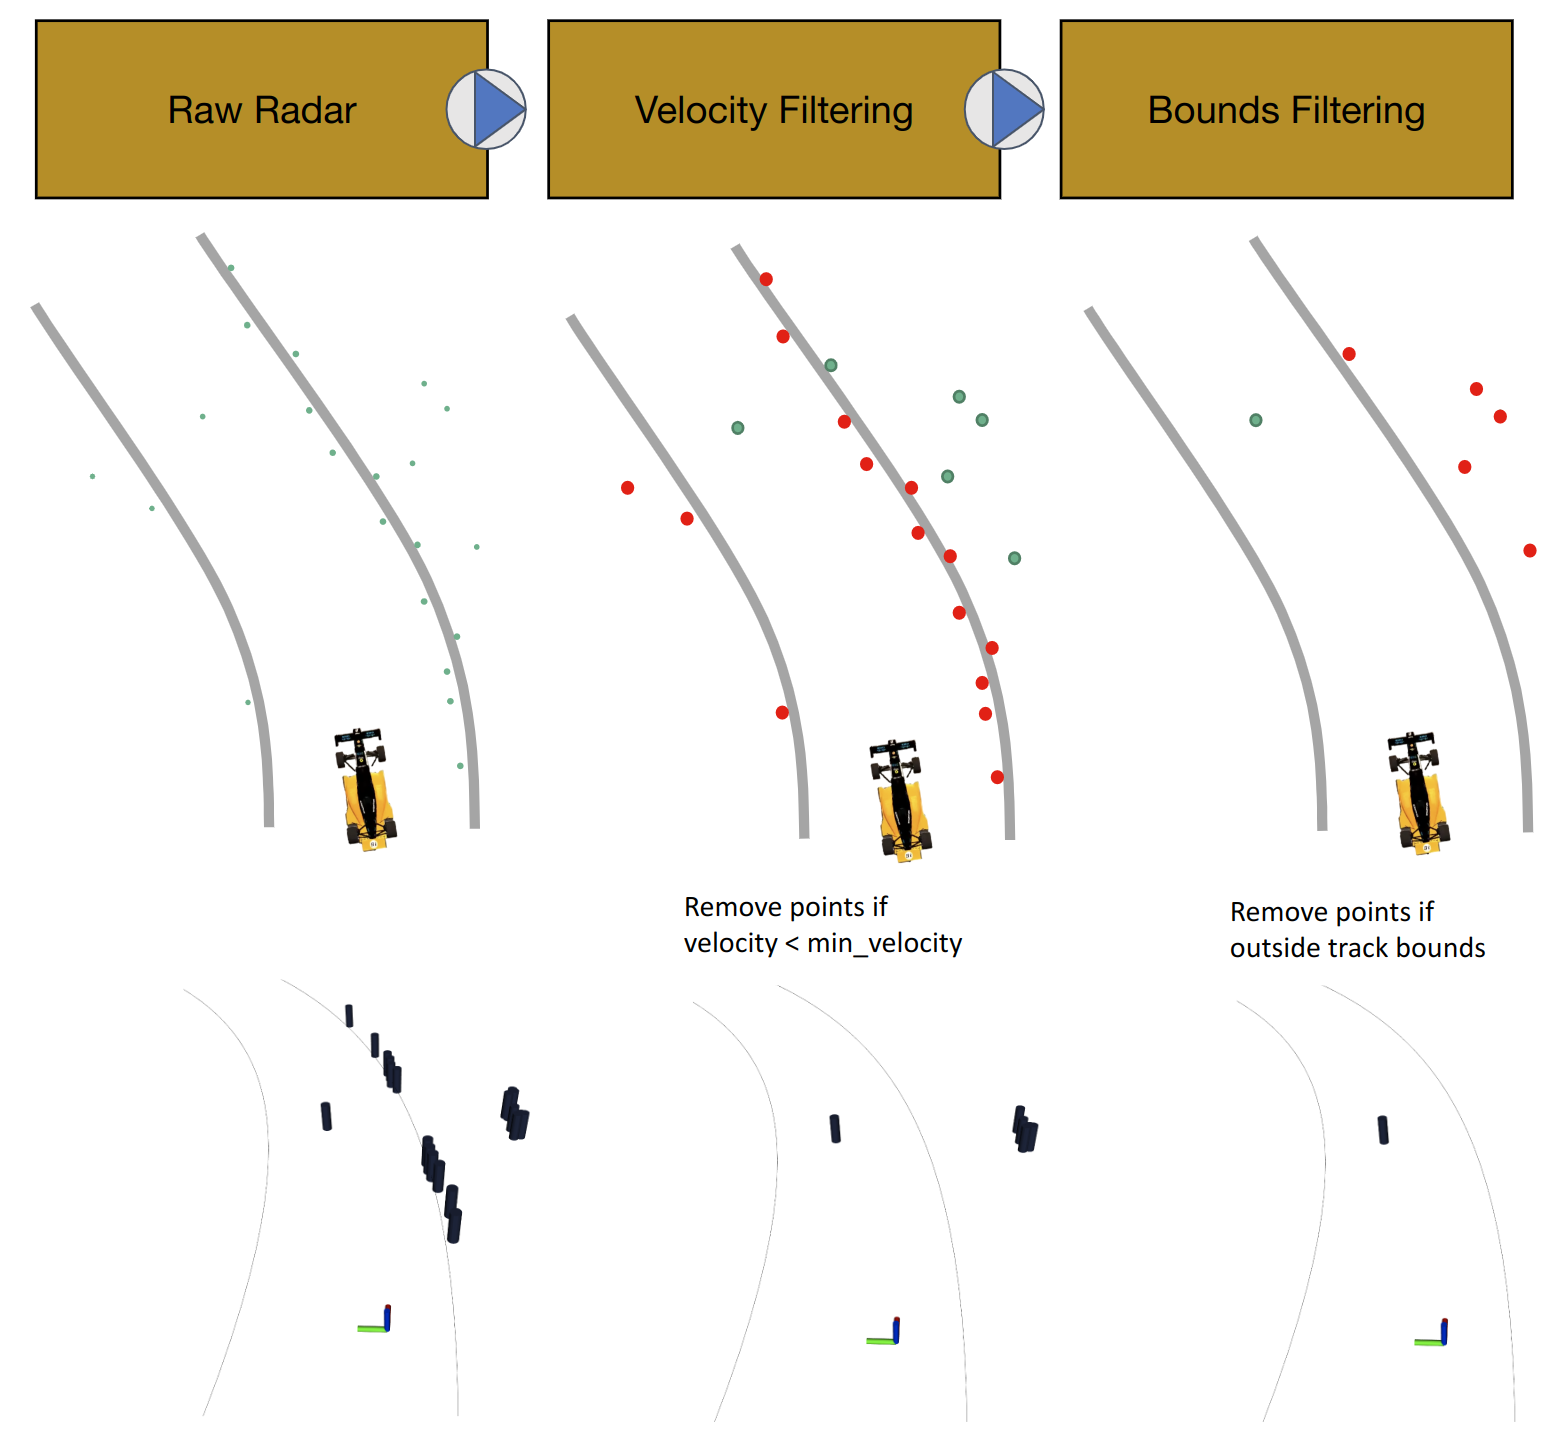 Raw Radar
Velocity Filtering
Bounds Filtering
Remove points if
velocity < min_velocity
Remove points if
outside track bounds